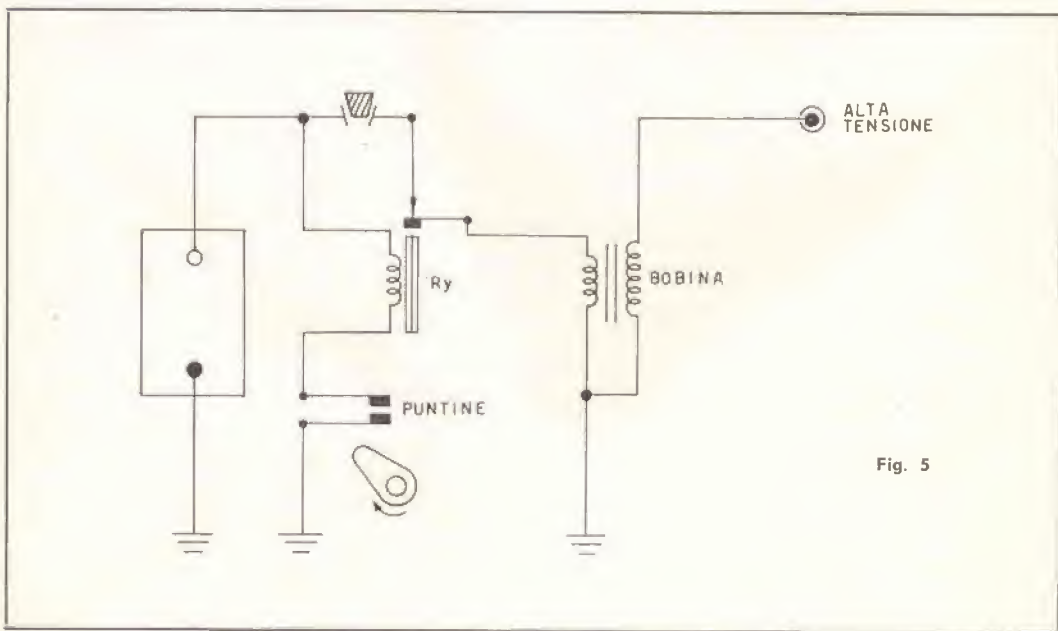 ALTA
TENSIONE
Ry
BOBINA
PUNTINE
Fig. 5